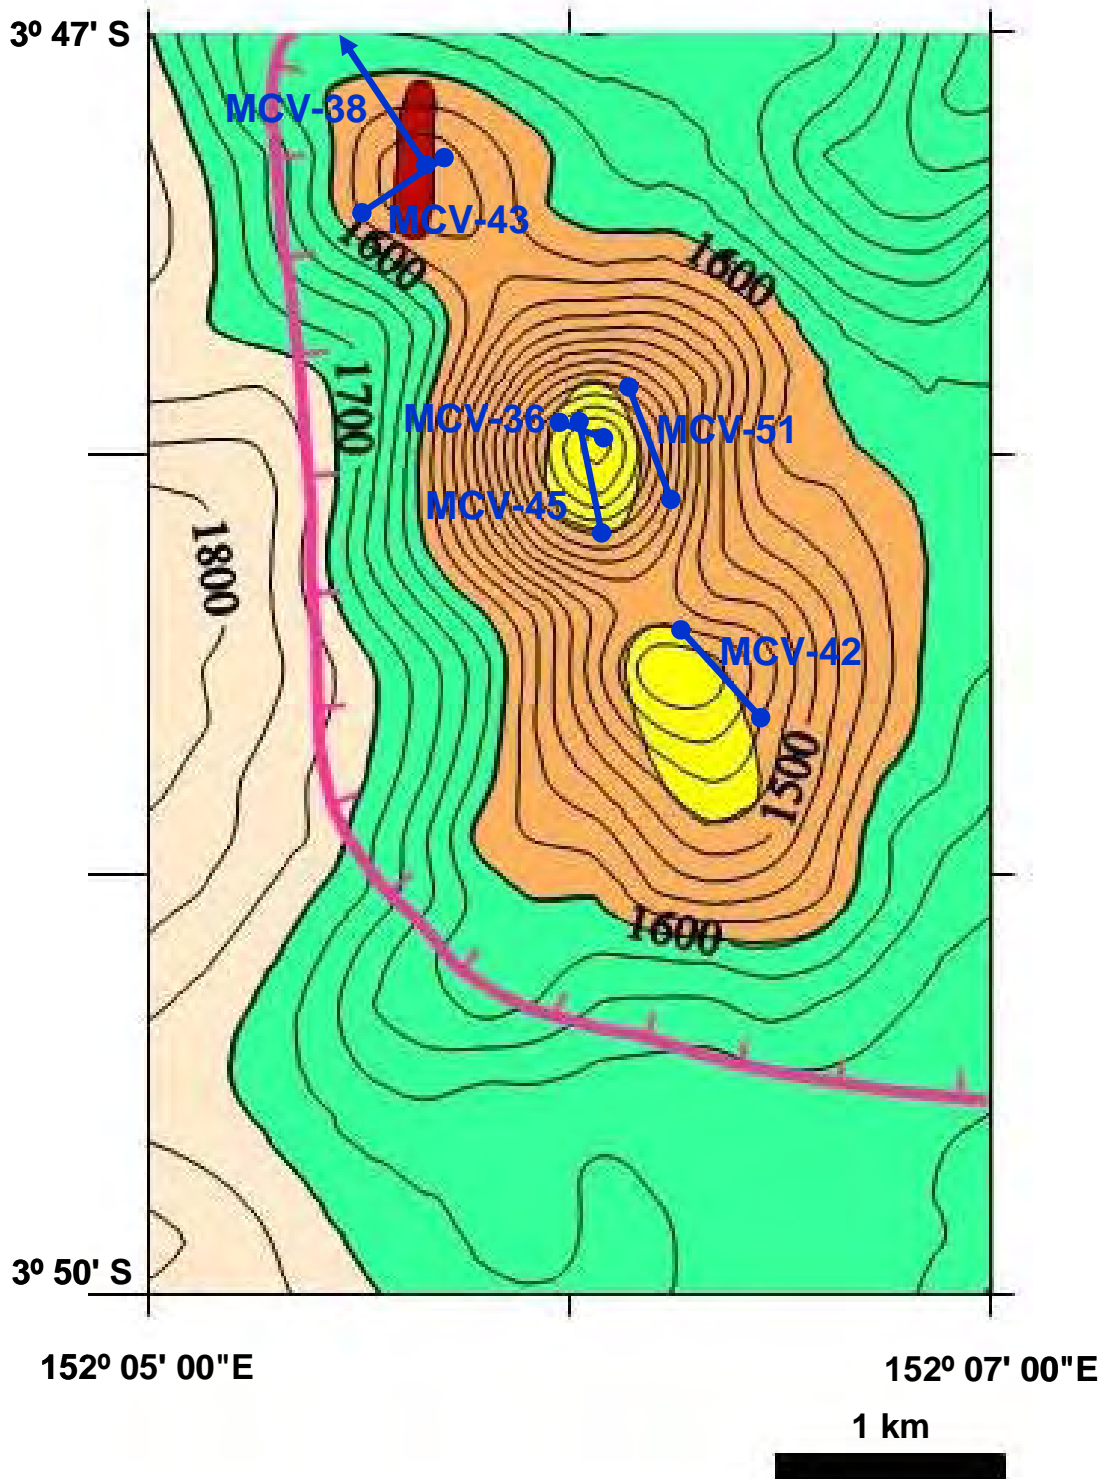 3º 47' S
MCV-38
MCV-43
1600
1600
1700
MCV-36
MCV-51
MCV-45
1800
MCV-42
1500
1600
3º 50' S
152º 05' 00"E
152º 07' 00"E
1 km